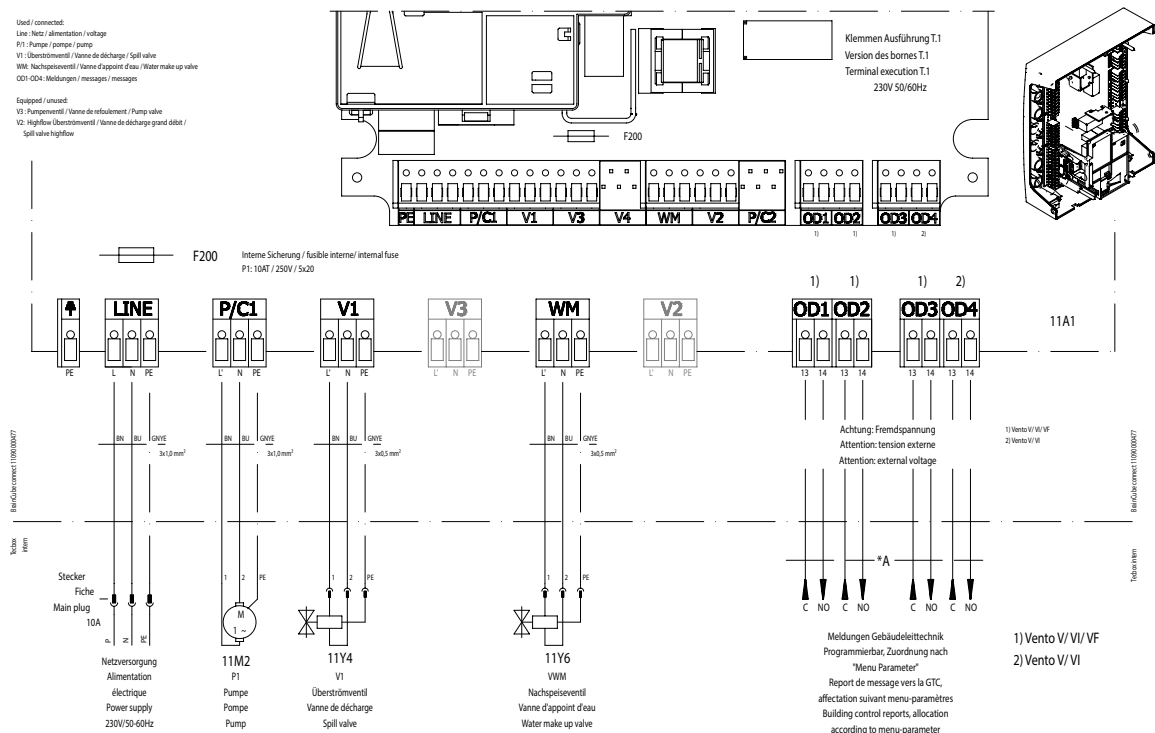 Used / connected:
Line : Netz / alimentation / voltage
P/1 : Pumpe / pompe / pump
V1 : Überströmventil / Vanne de décharge / Spill valve
WM: Nachspeiseventil / Vanne d'appoint d'eau / Water make up valve
OD1-OD4 : Meldungen / messages / messages
Equipped / unused:
V3 : Pumpenventil / Vanne de refoulement / Pump valve
V2: Highflow Überströmventil / Vanne de décharge grand débit /
Spill valve highflow
Klemmen Ausführung T.1
Version des bornes T.1
Terminal execution T.1
230V 50/60Hz
F200
PE LINE P/C1 V1 V3 V4 WM V2 P/C2 OD1 OD2 OD3 OD4
1) 1) 1) 2)
F200
Interne Sicherung / fusible interne/ internal fuse
P1: 10AT / 250V / 5x20
1) 1) 1) 2)
LINE P/C1 V1 V3 WM V2 OD1 OD2 OD3 OD4
11A1
PE L N PE L' N PE L' N PE L' N PE L' N PE 13 14 13 14 13 14 13 14
BN BU GNYE
3x1,0 mm²
BN BU GNYE
3x1,0 mm²
BN BU GNYE
3x0,5 mm²
BN BU GNYE
3x0,5 mm²
Achtung: Fremdspannung
Attention: tension externe
Attention: external voltage
1) Vento V/ VI/ VF
2) Vento V/ VI
BrainCube connect 11090000477
BrainCube connect 11090000477
Tecbox
intern
Tecbox intern
*A
Stecker
Fiche
Main plug
10A
P N PE
1 2 PE
M
1 ~
1 2 PE
1 2 PE
C NO C NO C NO C NO
Netzversorgung
Alimentation
électrique
Power supply
230V/50-60Hz
11M2
P1
Pumpe
Pompe
Pump
11Y4
V1
Überströmventil
Vanne de décharge
Spill valve
11Y6
VWM
Nachspeiseventil
Vanne d'appoint d'eau
Water make up valve
Meldungen Gebäudeleittechnik
Programmierbar, Zuordnung nach
"Menu Parameter"
Report de message vers la GTC,
affectation suivant menu-paramètres
Building control reports, allocation
according to menu-parameter
1) Vento V/ VI/ VF
2) Vento V/ VI